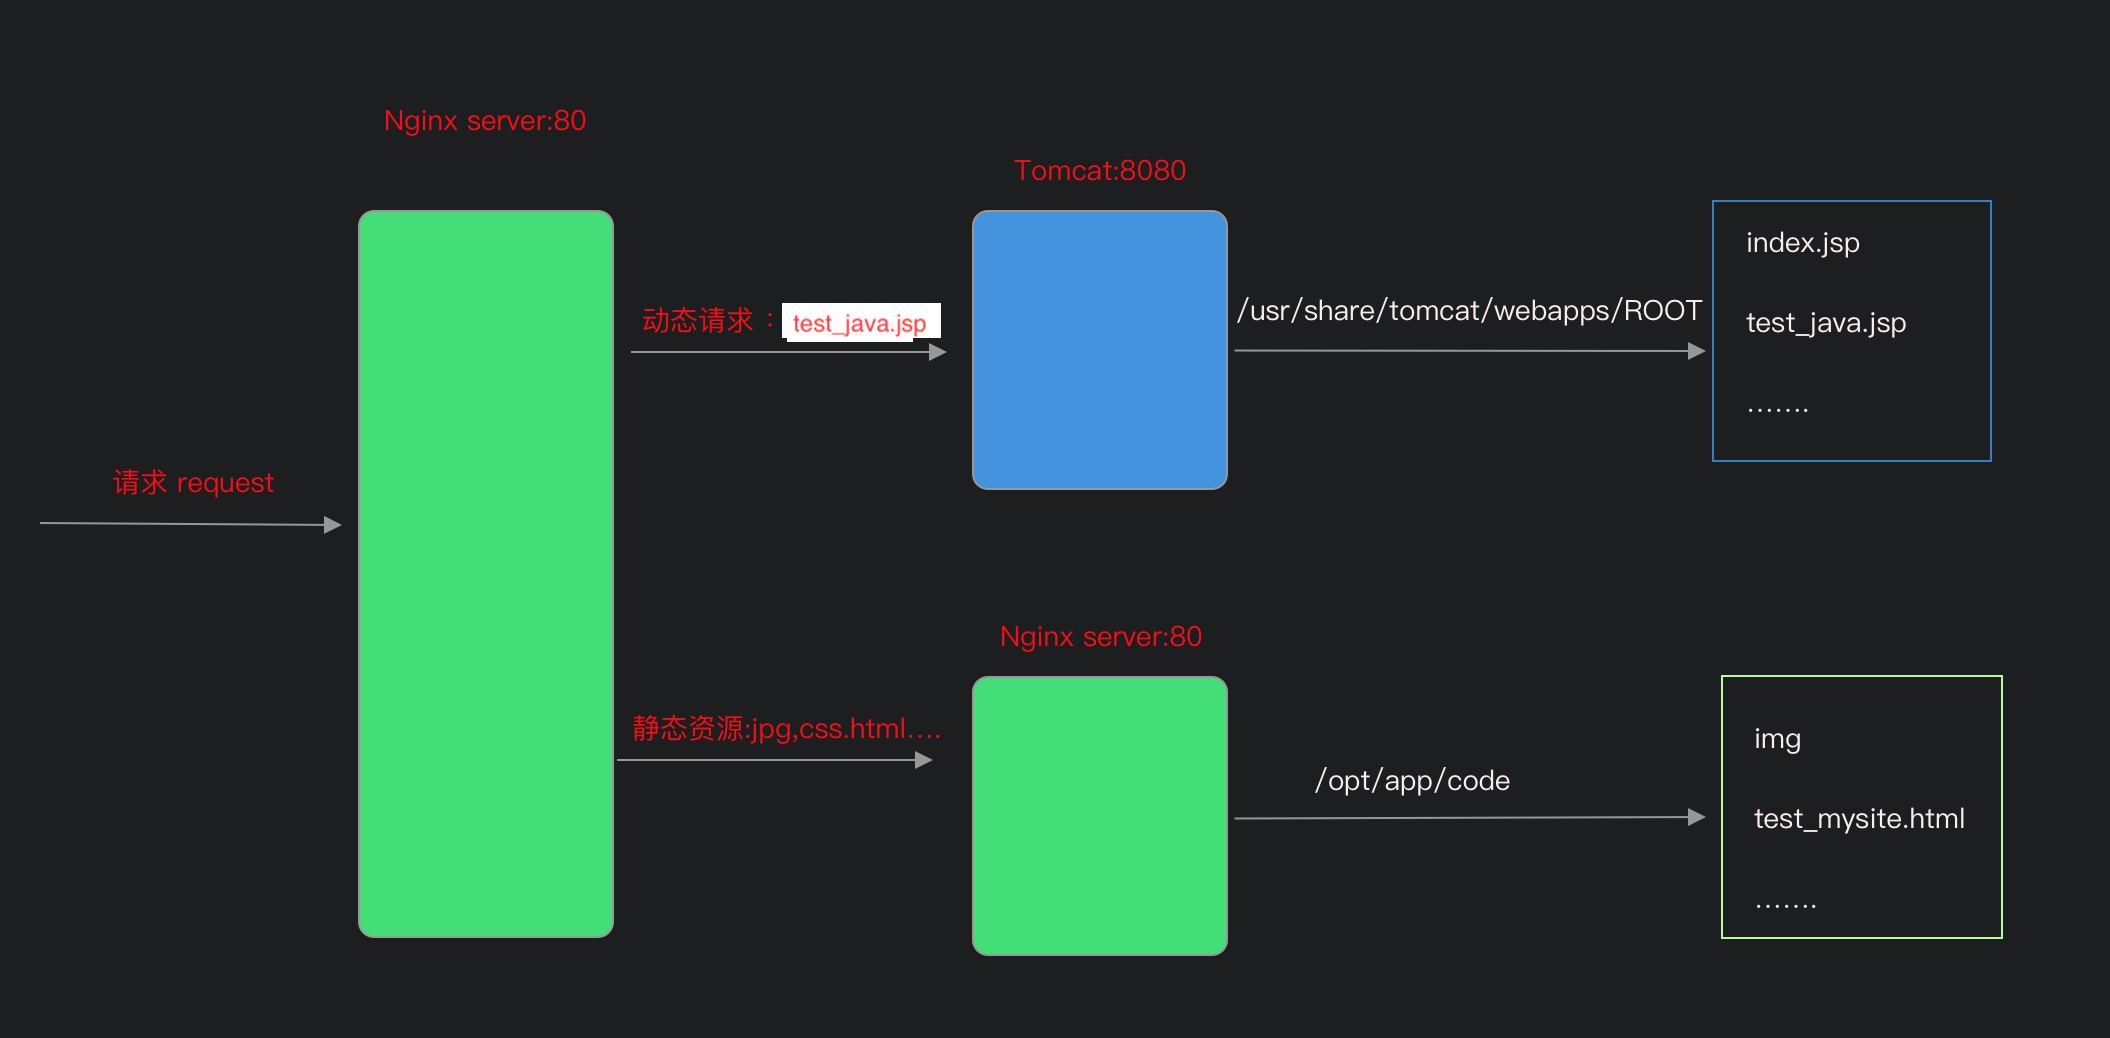 Nginx server:80
Tomcat:8080
动态请求：test_java.jsp
/usr/share/tomcat/webapps/ROOT
index.jsp
test_java.jsp
.......
请求 request
Nginx server:80
静态资源:jpg,css.html....
/opt/app/code
img
test_mysite.html
.......